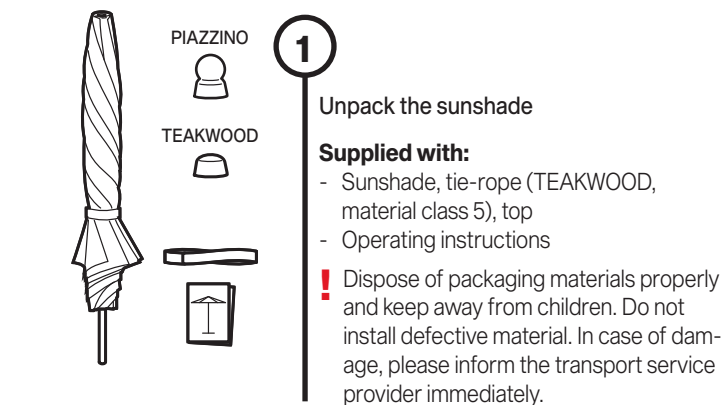 PIAZZINO
TEAKWOOD
1
Unpack the sunshade
Supplied with:
- Sunshade, tie-rope (TEAKWOOD,
material class 5), top
- Operating instructions
! Dispose of packaging materials properly
and keep away from children. Do not
install defective material. In case of dam-
age, please inform the transport service
provider immediately.